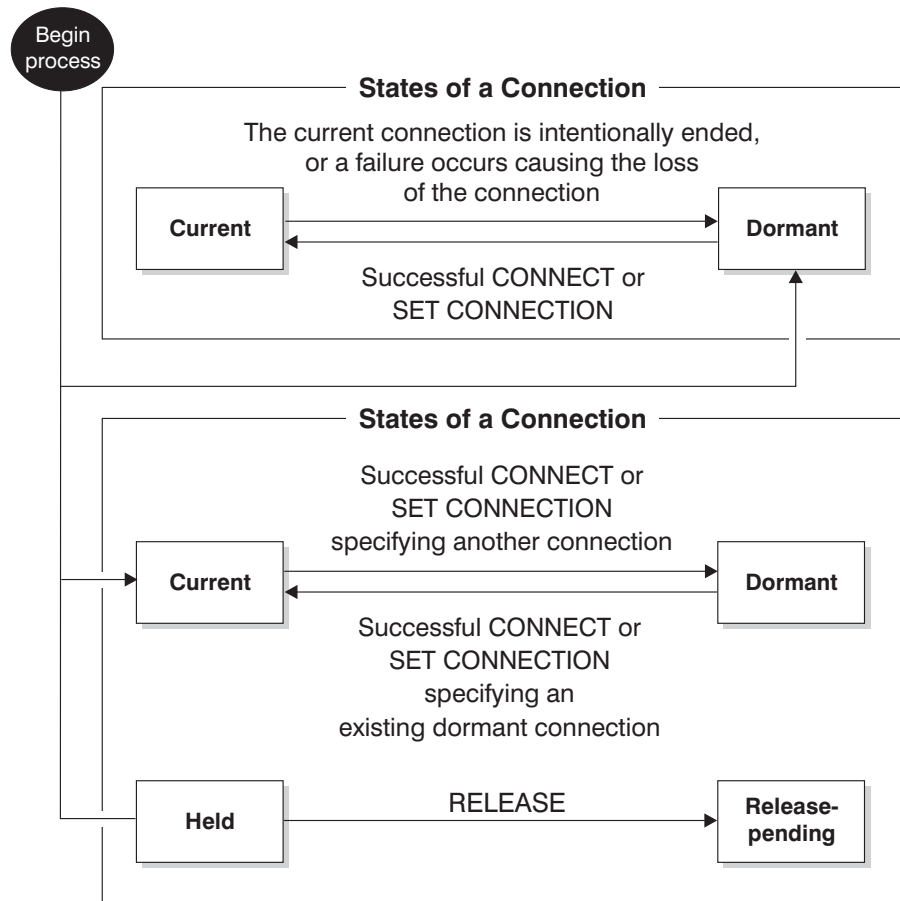 Begin
process
States of a Connection
The current connection is intentionally ended,
or a failure occurs causing the loss
of the connection
Current
Dormant
Successful CONNECT or
SET CONNECTION
States of a Connection
Successful CONNECT or
SET CONNECTION
specifying another connection
Current
Dormant
Successful CONNECT or
SET CONNECTION
specifying an
existing dormant connection
Held
RELEASE
Release-
pending